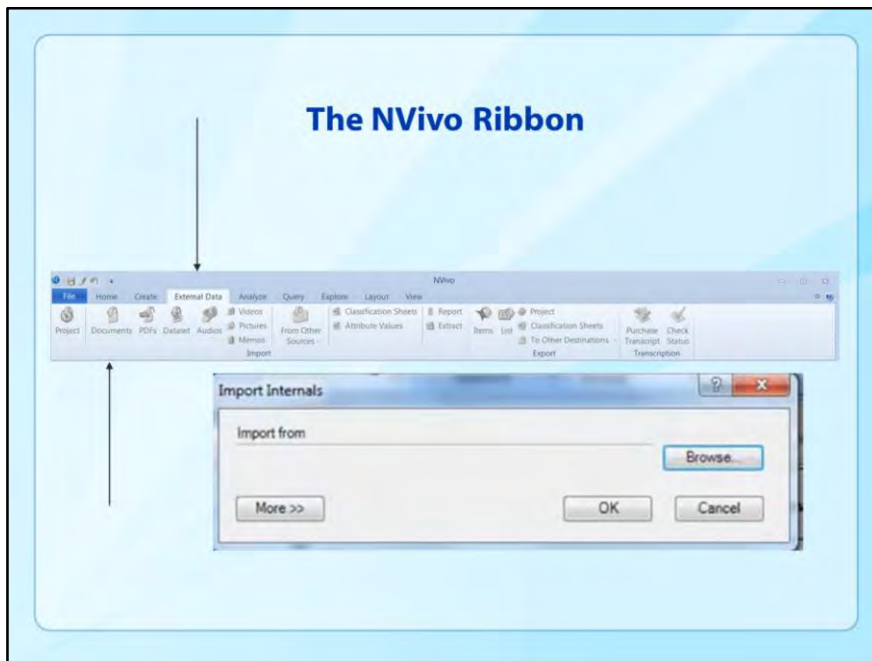 The NVivo Ribbon
NVivo
File Home Create External Data Analyze Query Explore Layout View
Project Documents PDFs Dataset Audios Videos Pictures Memos From Other Sources Classification Sheets Attribute Values Report Extract Items List Project Classification Sheets To Other Destinations Purchase Transcript Check Status
Import Export Transcription
Import Internals
Import from
Browse...
More >> OK Cancel